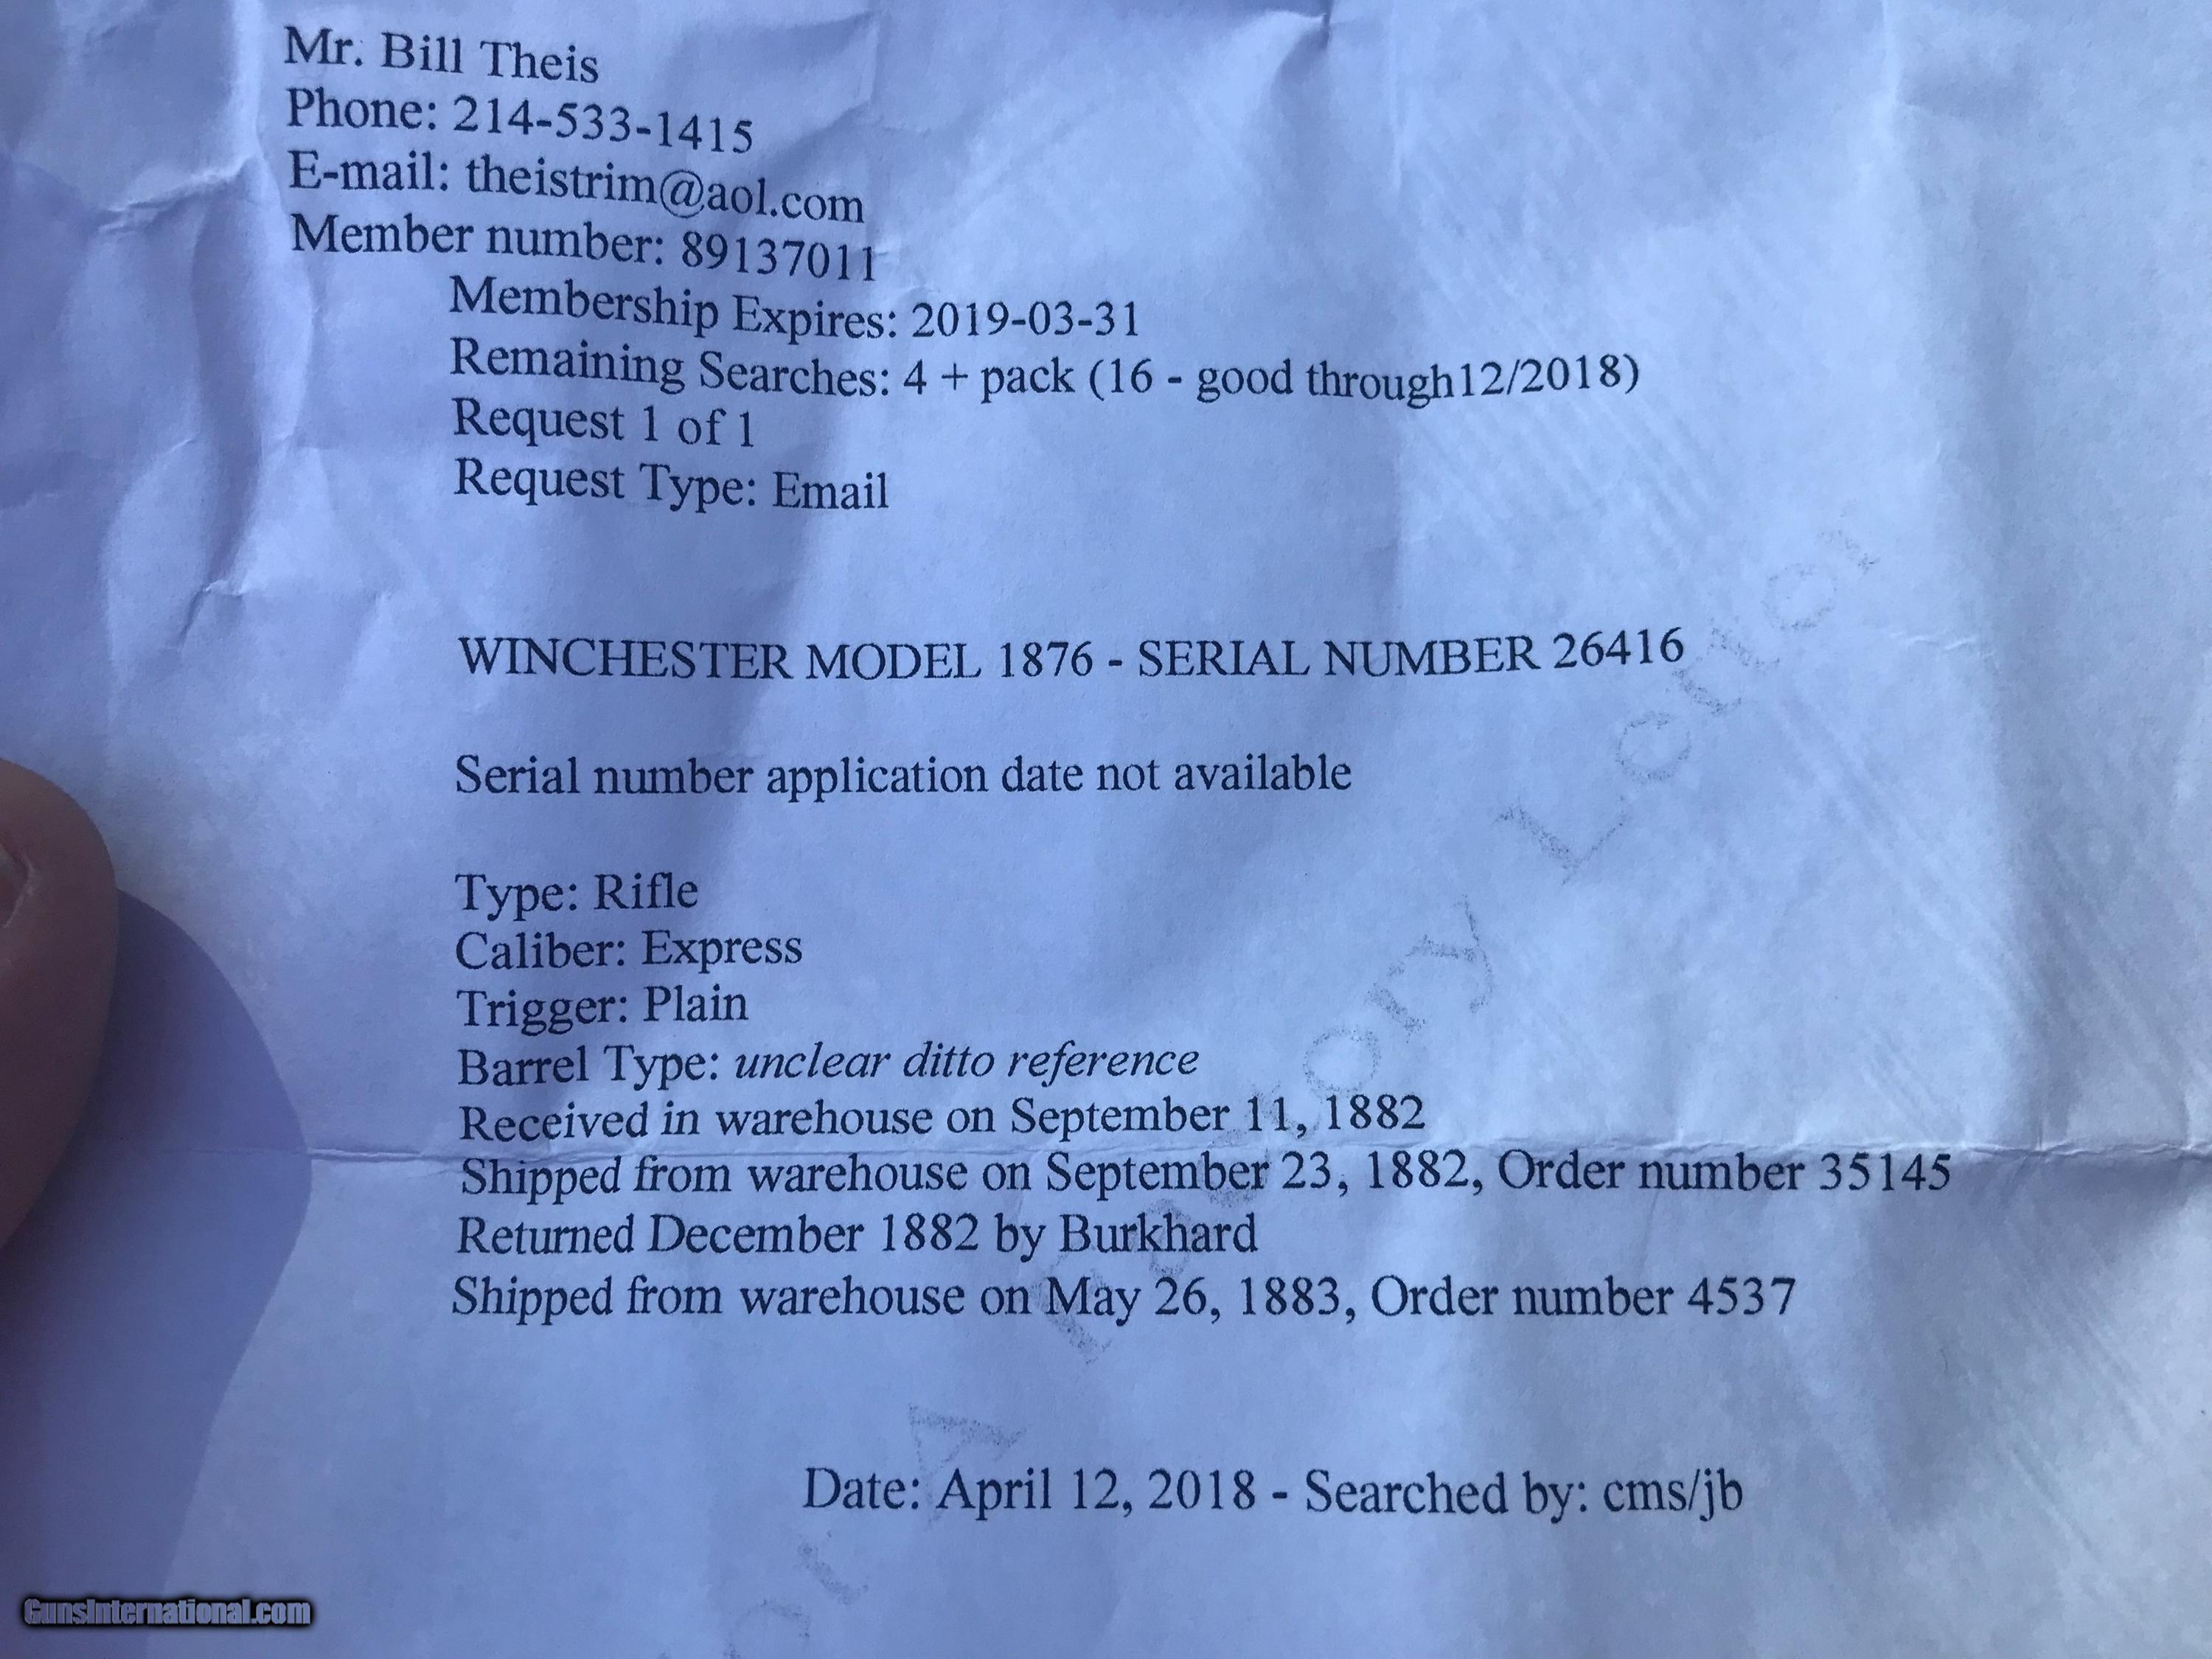 Mr. Bill Theis
Phone: 214-533-1415
E-mail: theistrim@aol.com
Member number: 89137011
Membership Expires: 2019-03-31
Remaining Searches: 4 + pack (16 - good through12/2018)
Request 1 of 1
Request Type: Email
WINCHESTER MODEL 1876 - SERIAL NUMBER 26416
Serial number application date not available
Type: Rifle
Caliber: Express
Trigger: Plain
Barrel Type: unclear ditto reference
Received in warehouse on September 11, 1882
Shipped from warehouse on September 23, 1882, Order number 35145
Returned December 1882 by Burkhard
Shipped from warehouse on May 26, 1883, Order number 4537
Date: April 12, 2018 - Searched by: cms/jb
GunsInternational.com